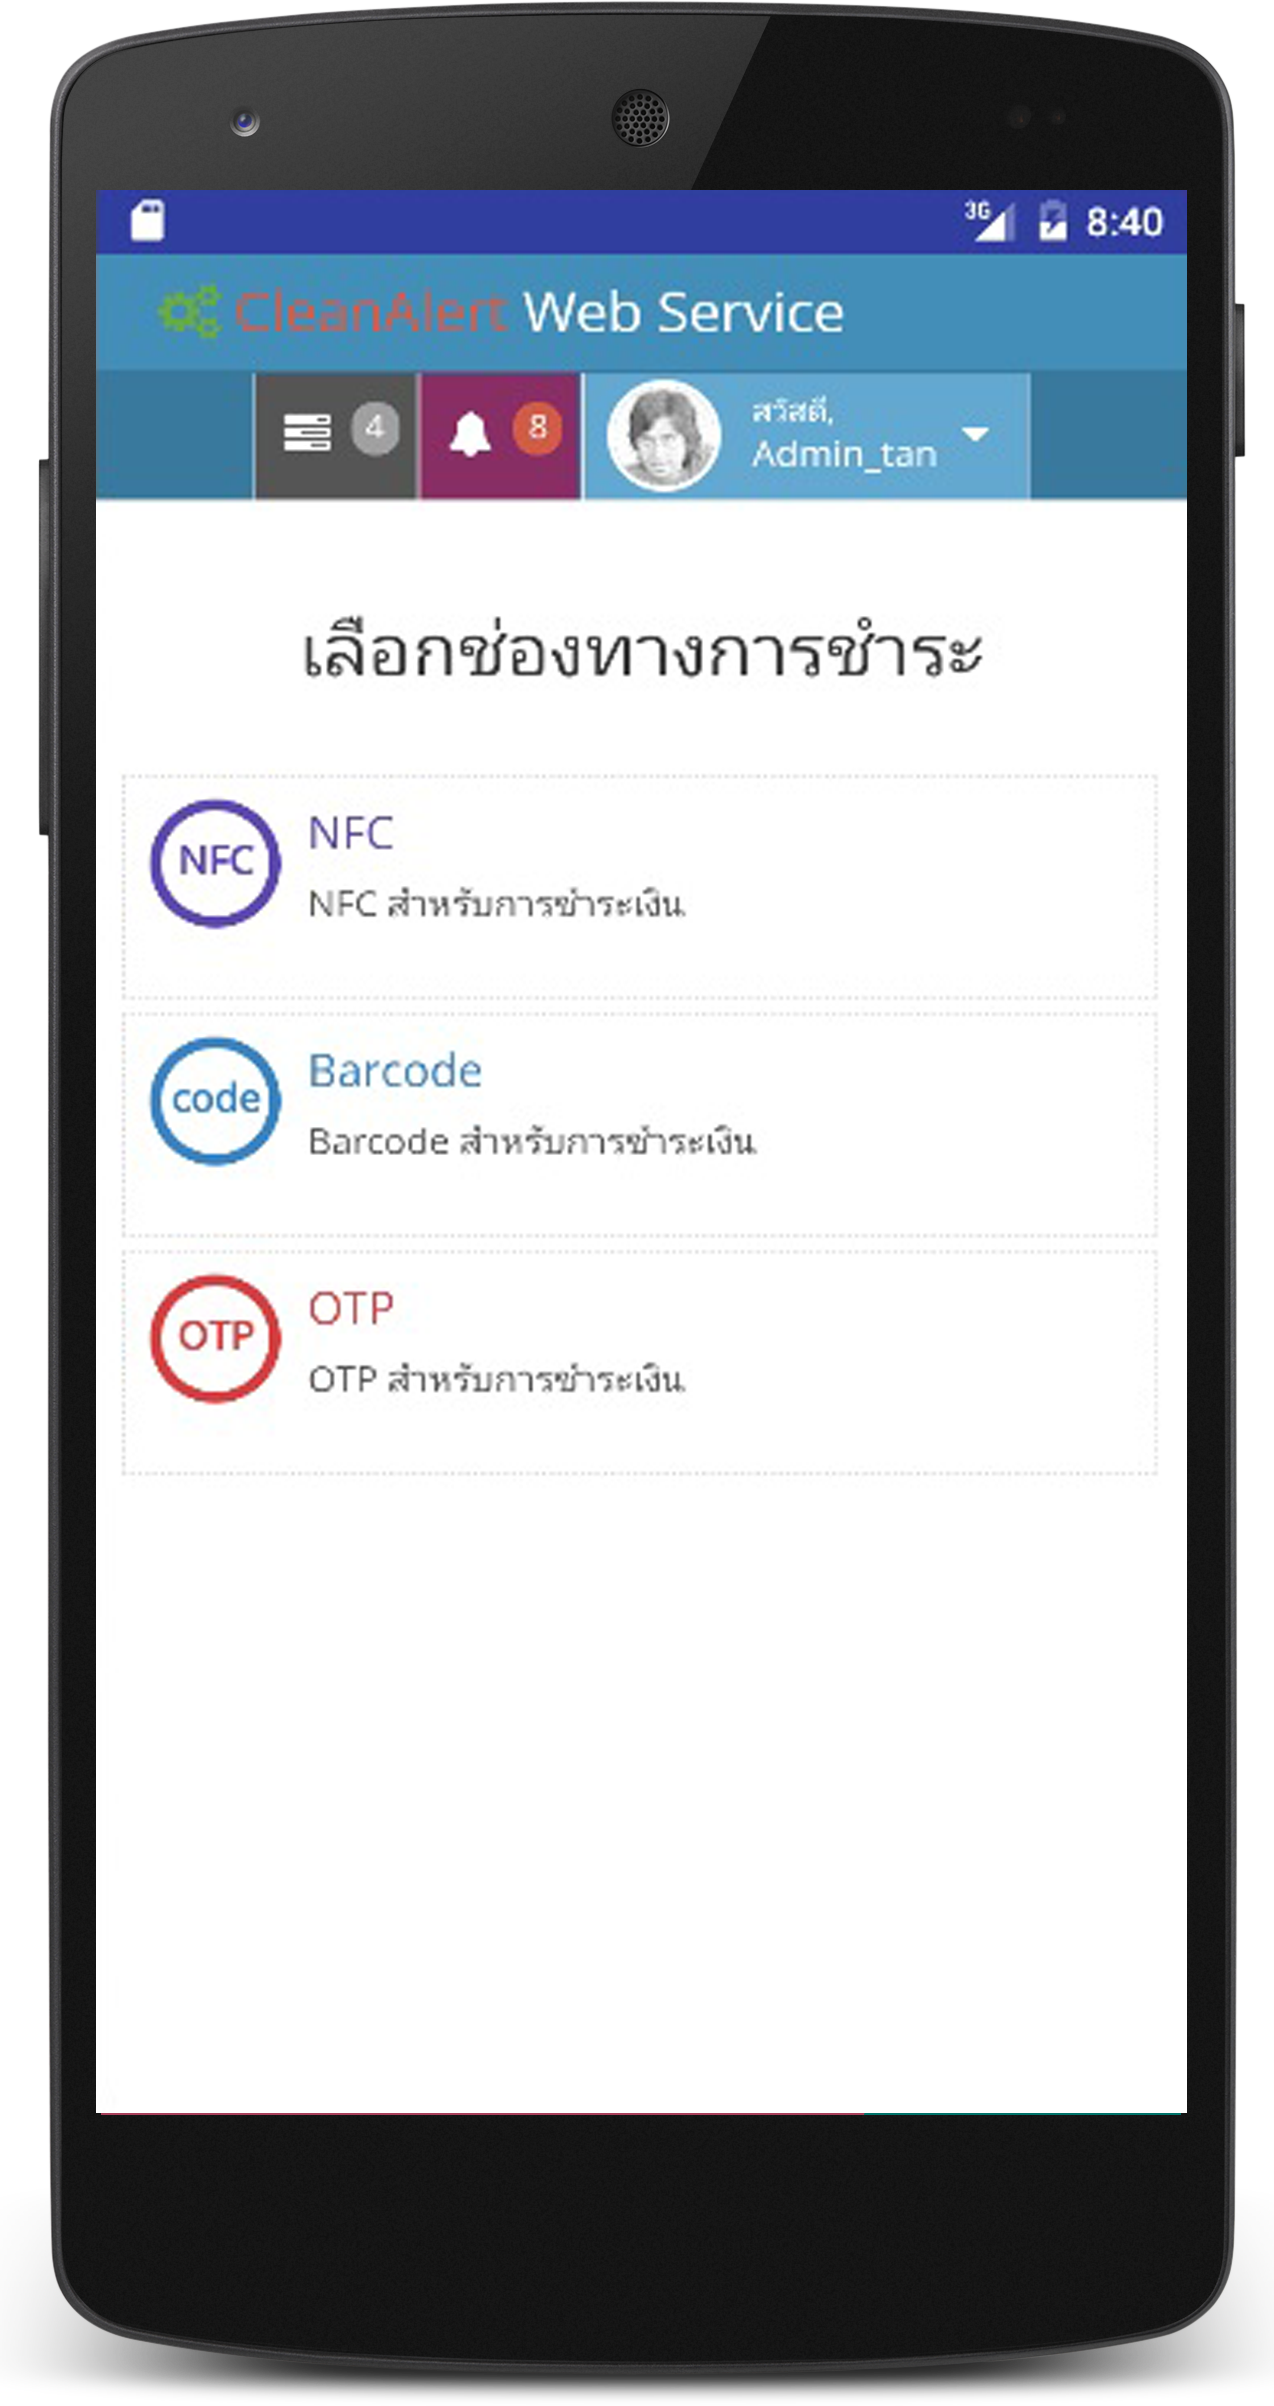 3G 8:40
CleanAlert Web Service
4 8 สวัสดี,
Admin_tan
เลือกช่องทางการชำระ
NFC NFC
NFC สำหรับการชำระเงิน
code Barcode
Barcode สำหรับการชำระเงิน
OTP OTP
OTP สำหรับการชำระเงิน